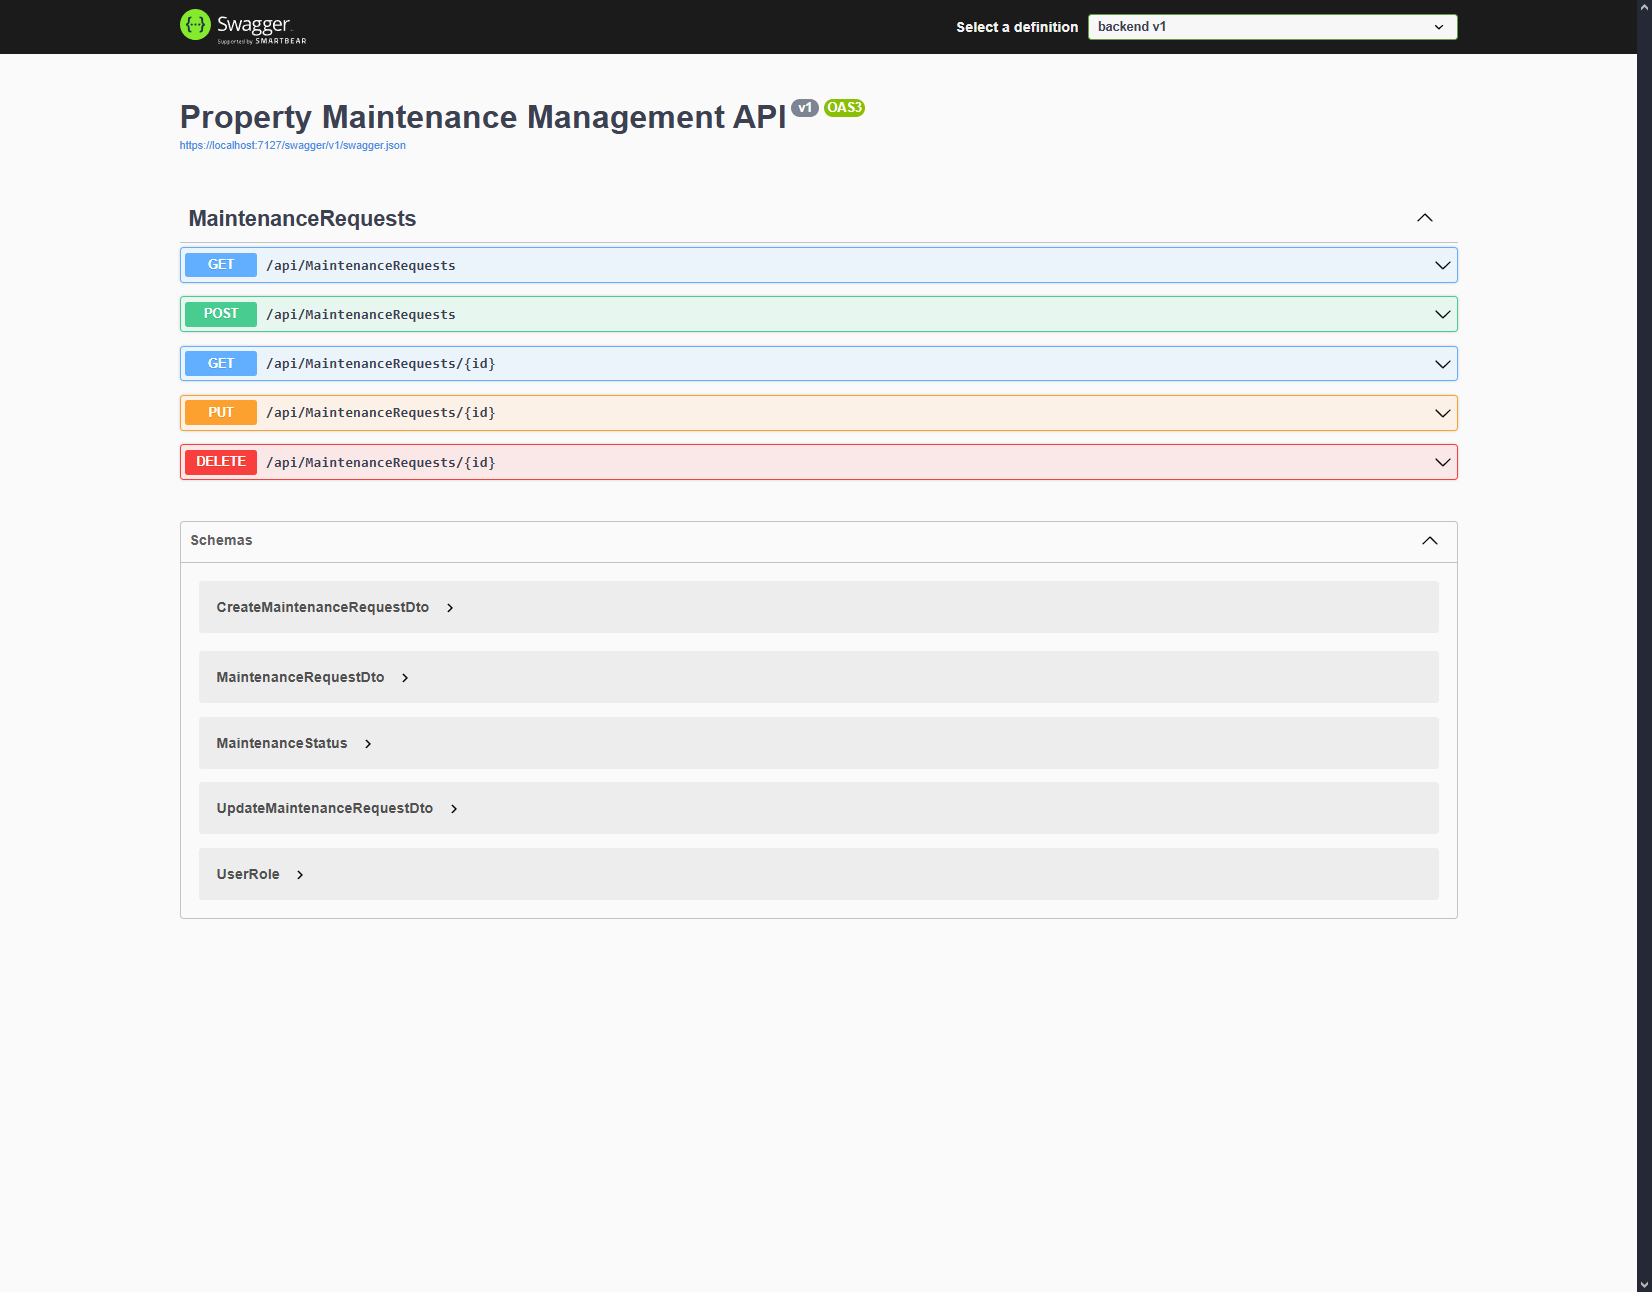 Swagger
Supported by SMARTBEAR
Select a definition
backend v1
Property Maintenance Management API v1 OAS3
https://localhost:7127/swagger/v1/swagger.json
MaintenanceRequests
GET /api/MaintenanceRequests
POST /api/MaintenanceRequests
GET /api/MaintenanceRequests/{id}
PUT /api/MaintenanceRequests/{id}
DELETE /api/MaintenanceRequests/{id}
Schemas
CreateMaintenanceRequestDto
MaintenanceRequestDto
MaintenanceStatus
UpdateMaintenanceRequestDto
UserRole